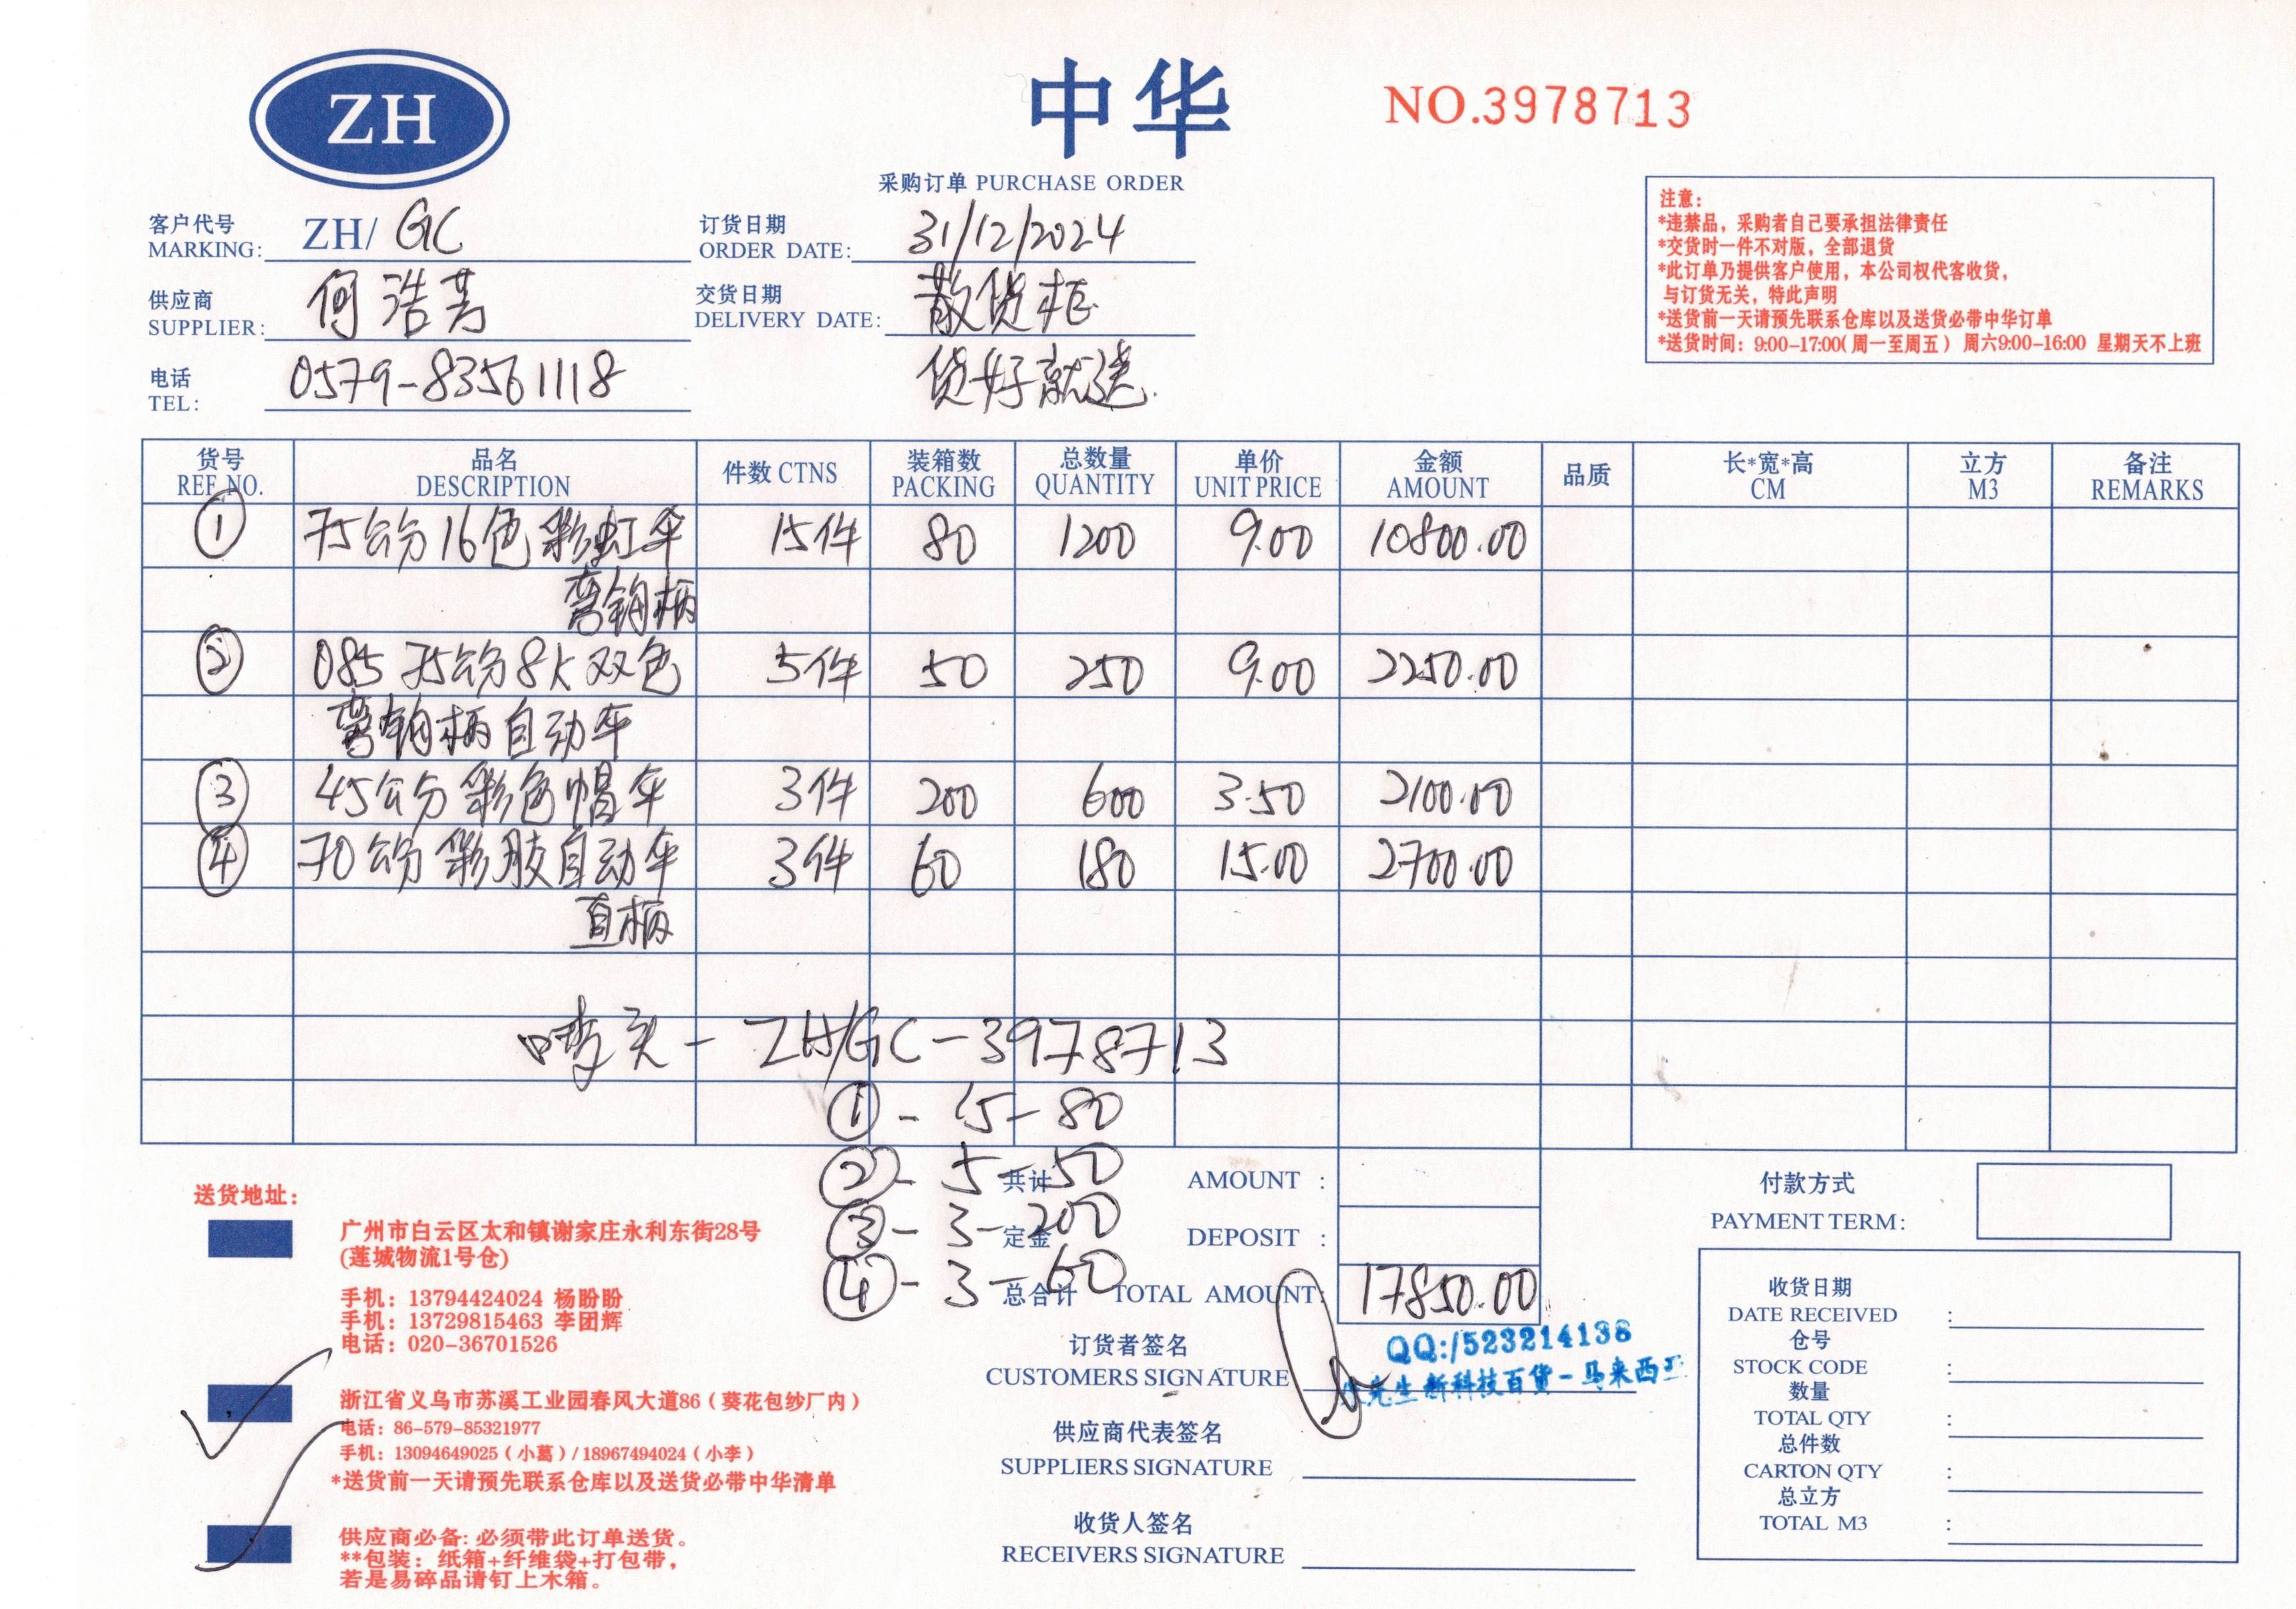 ZH
中华
NO.3978713
采购订单 PURCHASE ORDER
客户代号
MARKING: ZH/ GC
订货日期
ORDER DATE: 31/12/2024
供应商
SUPPLIER: 何浩芳
交货日期
DELIVERY DATE: 散货柜
货好就送.
电话
TEL: 0579-83561118
注意:
*违禁品，采购者自己要承担法律责任
*交货时一件不对版，全部退货
*此订单乃提供客户使用，本公司权代客收货，
与订货无关，特此声明
*送货前一天请预先联系仓库以及送货必带中华订单
*送货时间：9:00-17:00(周一至周五) 周六9:00-16:00 星期天不上班
货号 品名 件数 CTNS 装箱数 总数量 单价 金额 品质 长*宽*高 立方 备注
REF. NO. DESCRIPTION PACKING QUANTITY UNIT PRICE AMOUNT CM M3 REMARKS
① 75公分16色彩虹伞 15件 80 1200 9.00 10800.00
弯钩柄
② 085 75公分8K双色 5件 50 250 9.00 2250.00
弯钩柄自动伞
③ 45公分彩色帽伞 3件 200 600 3.50 2100.00
④ 70公分彩胶自动伞 3件 60 180 15.00 2700.00
直柄
唛头 - ZH/GC-3978713
① - 15 - 80
② - 5 - 50
③ - 3 - 200
④ - 3 - 60
共计 AMOUNT :
定金 DEPOSIT :
总合计 TOTAL AMOUNT: 17850.00
订货者签名
CUSTOMERS SIGNATURE
QQ:/523214138
先生新科技百货-马来西
供应商代表签名
SUPPLIERS SIGNATURE
收货人签名
RECEIVERS SIGNATURE
送货地址:
广州市白云区太和镇谢家庄永利东街28号
(莲城物流1号仓)
手机：13794424024 杨盼盼
手机：13729815463 李团辉
电话：020-36701526
浙江省义乌市苏溪工业园春风大道86（葵花包纱厂内）
电话：86-579-85321977
手机：13094649025（小葛）/18967494024（小李）
*送货前一天请预先联系仓库以及送货必带中华清单
供应商必备: 必须带此订单送货。
**包装：纸箱+纤维袋+打包带，
若是易碎品请钉上木箱。
付款方式
PAYMENT TERM:
收货日期
DATE RECEIVED :
仓号
STOCK CODE :
数量
TOTAL QTY :
总件数
CARTON QTY :
总立方
TOTAL M3 :